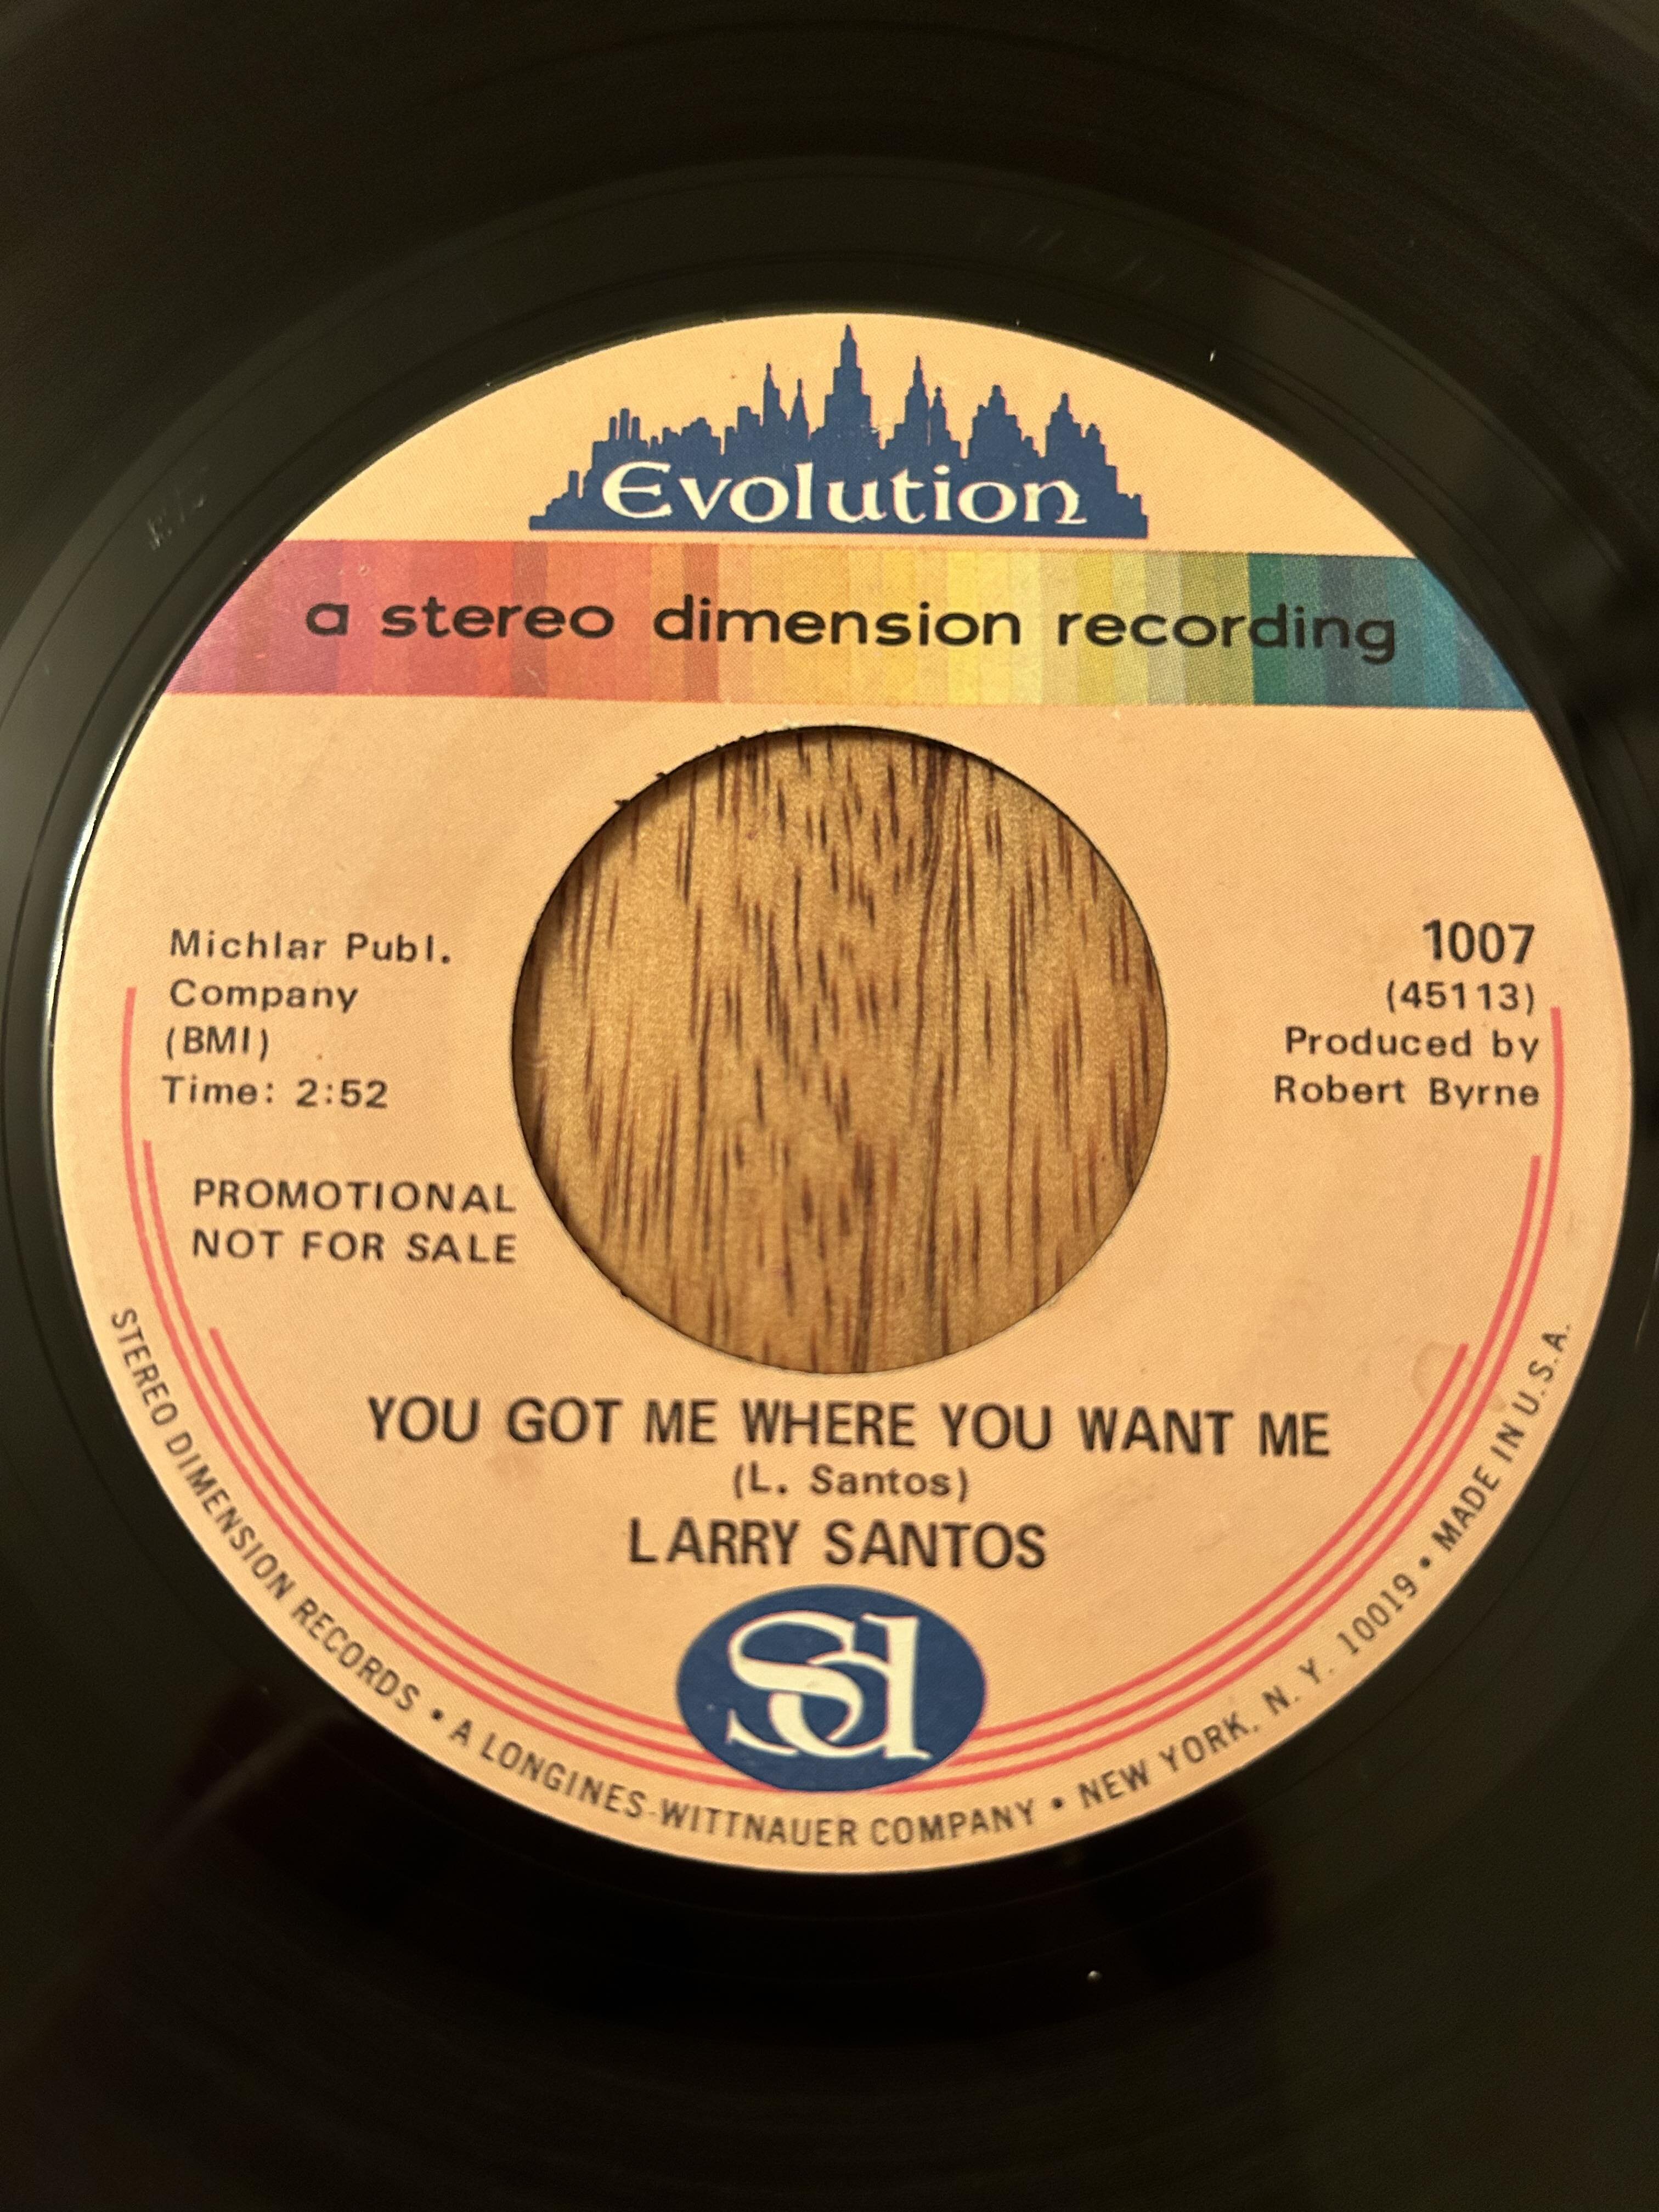 Evolution
a stereo dimension recording
Michlar Publ.
Company
(BMI)
Time: 2:52
PROMOTIONAL
NOT FOR SALE
1007
(45113)
Produced by
Robert Byrne
YOU GOT ME WHERE YOU WANT ME
(L. Santos)
LARRY SANTOS
Sd
STEREO DIMENSION RECORDS • A LONGINES-WITTNAUER COMPANY • NEW YORK, N. Y. 10019 • MADE IN U.S.A.